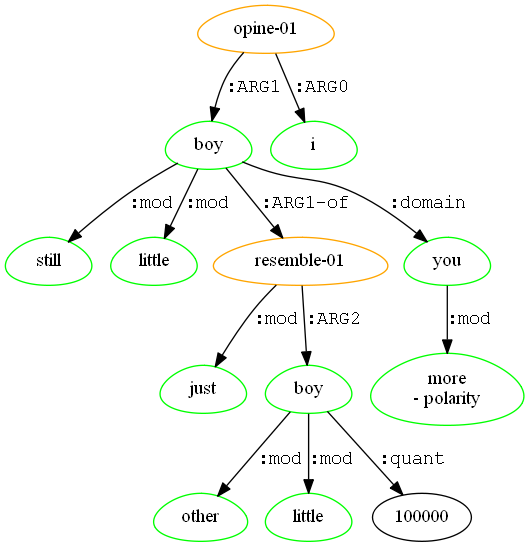 opine-01
:ARG1 :ARG0
boy i
:mod :mod :ARG1-of :domain
still little resemble-01 you
:mod :ARG2 :mod
just boy more
- polarity
:mod :mod :quant
other little 100000